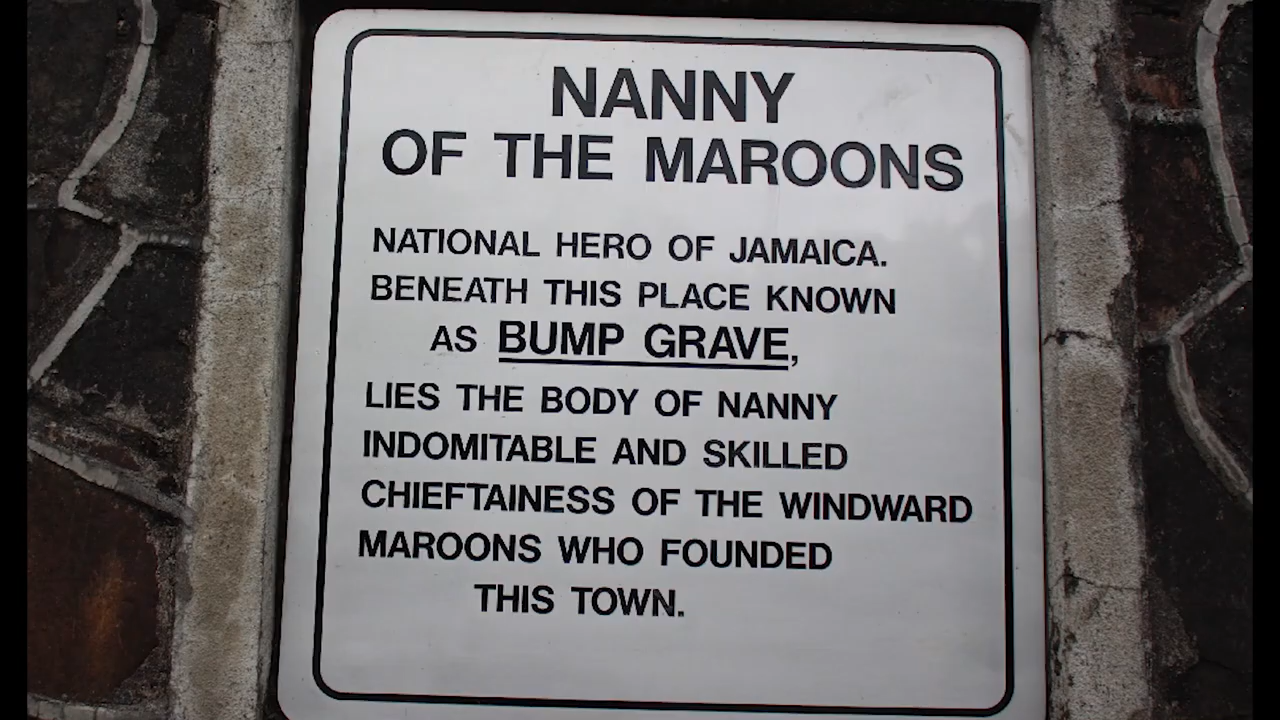 NANNY
OF THE MAROONS
NATIONAL HERO OF JAMAICA.
BENEATH THIS PLACE KNOWN
AS BUMP GRAVE,
LIES THE BODY OF NANNY
INDOMITABLE AND SKILLED
CHIEFTAINESS OF THE WINDWARD
MAROONS WHO FOUNDED
THIS TOWN.